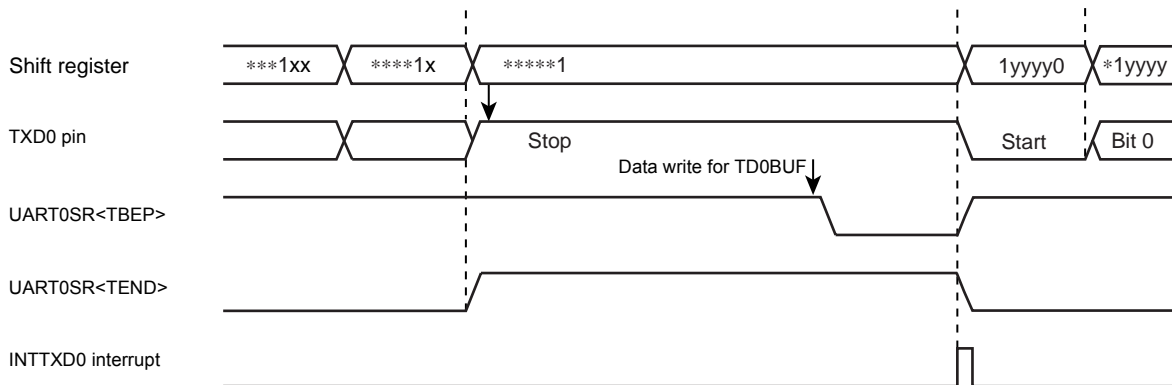 Shift register ***1xx ****1x *****1 1yyyy0 *1yyyy
TXD0 pin Stop Start Bit 0
Data write for TD0BUF
UART0SR<TBEP>
UART0SR<TEND>
INTTXD0 interrupt